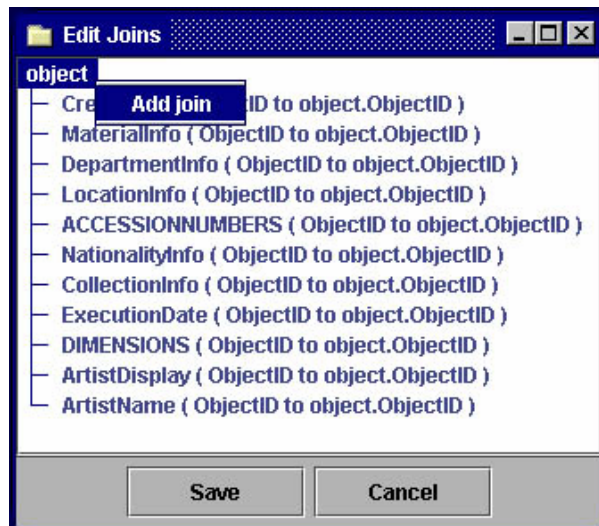 Edit Joins
object
Add join
Cre ID to object.ObjectID )
MaterialInfo ( ObjectID to object.ObjectID )
DepartmentInfo ( ObjectID to object.ObjectID )
LocationInfo ( ObjectID to object.ObjectID )
ACCESSIONNUMBERS ( ObjectID to object.ObjectID )
NationalityInfo ( ObjectID to object.ObjectID )
CollectionInfo ( ObjectID to object.ObjectID )
ExecutionDate ( ObjectID to object.ObjectID )
DIMENSIONS ( ObjectID to object.ObjectID )
ArtistDisplay ( ObjectID to object.ObjectID )
ArtistName ( ObjectID to object.ObjectID )
Save Cancel